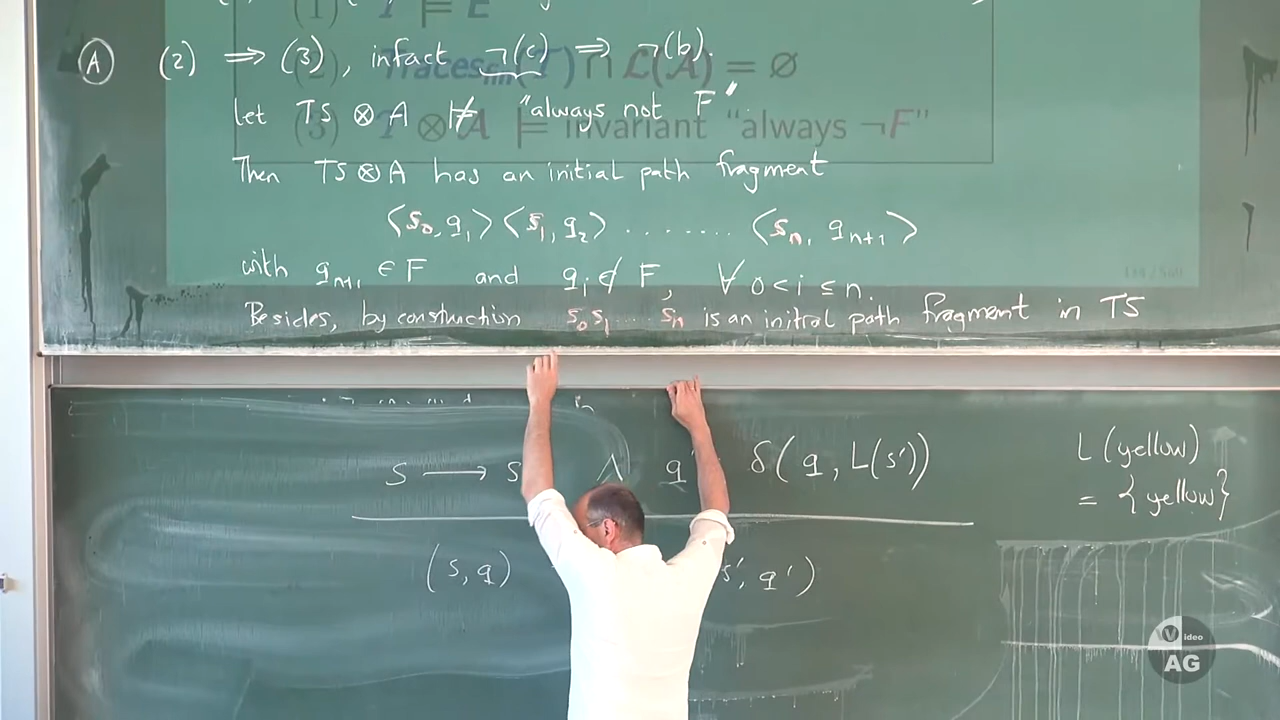 (1) T ⊨ E
Ⓐ (2) ⟹ (3), infact ¬(c) ⟹ ¬(b).
(2) Traces_fin(T) ∩ L(A) = ∅
let TS ⊗ A ⊭ "always not F".
(3) T ⊗ A ⊨ invariant "always ¬F"
Then TS ⊗ A has an initial path fragment
⟨s₀, q₁⟩ ⟨s₁, q₂⟩ ........ ⟨sₙ, qₙ₊₁⟩
with qₙ₊₁ ∈ F and qᵢ ∉ F, ∀ 0 < i ≤ n.
Besides, by construction s₀ s₁ ... sₙ is an initial path fragment in TS
s ⟶ s ∧ q' δ(q, L(s'))
(s, q) s', q')
L(yellow)
= {yellow}
Video
AG